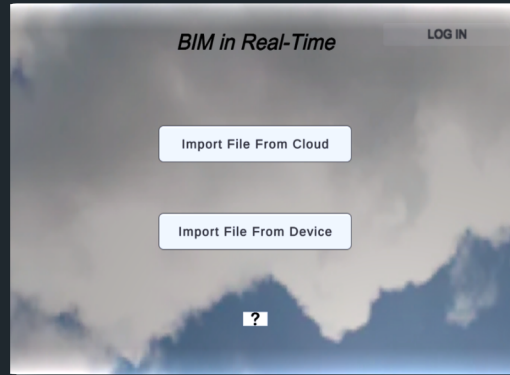 BIM in Real-Time
LOG IN
Import File From Cloud
Import File From Device
?